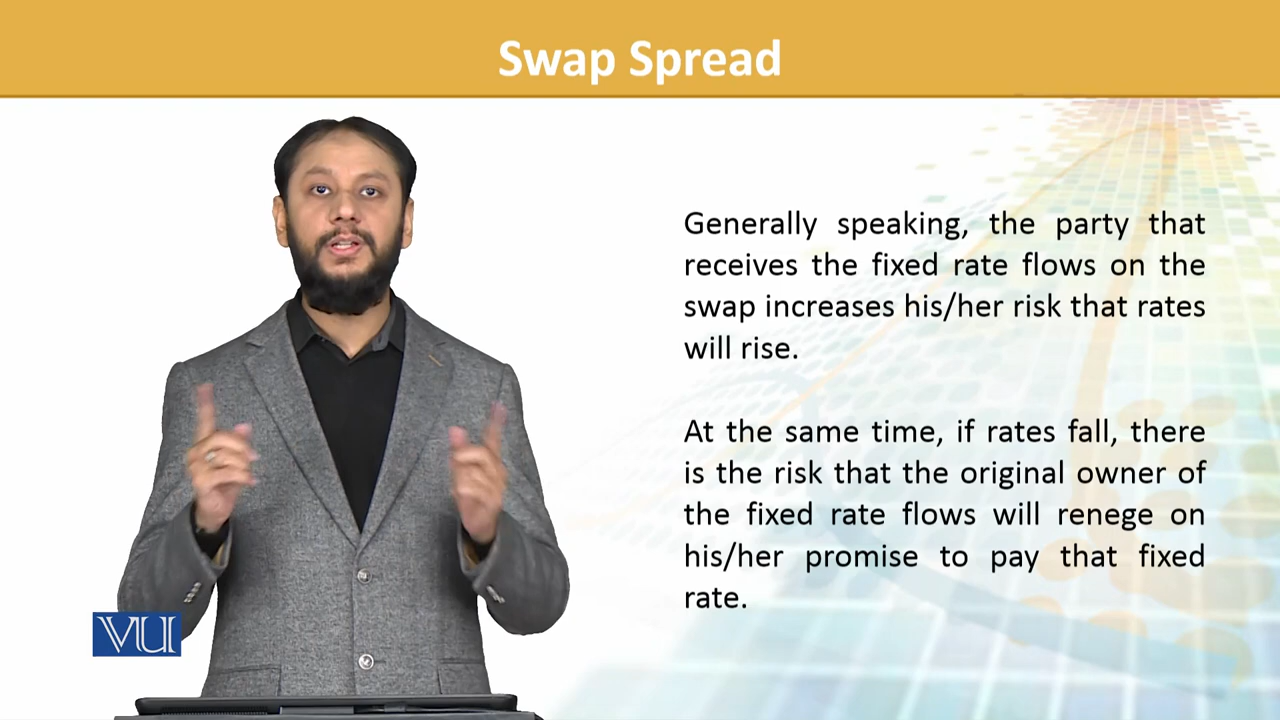 Swap Spread
Generally speaking, the party that
receives the fixed rate flows on the
swap increases his/her risk that rates
will rise.
At the same time, if rates fall, there
is the risk that the original owner of
the fixed rate flows will renege on
his/her promise to pay that fixed
rate.
VU